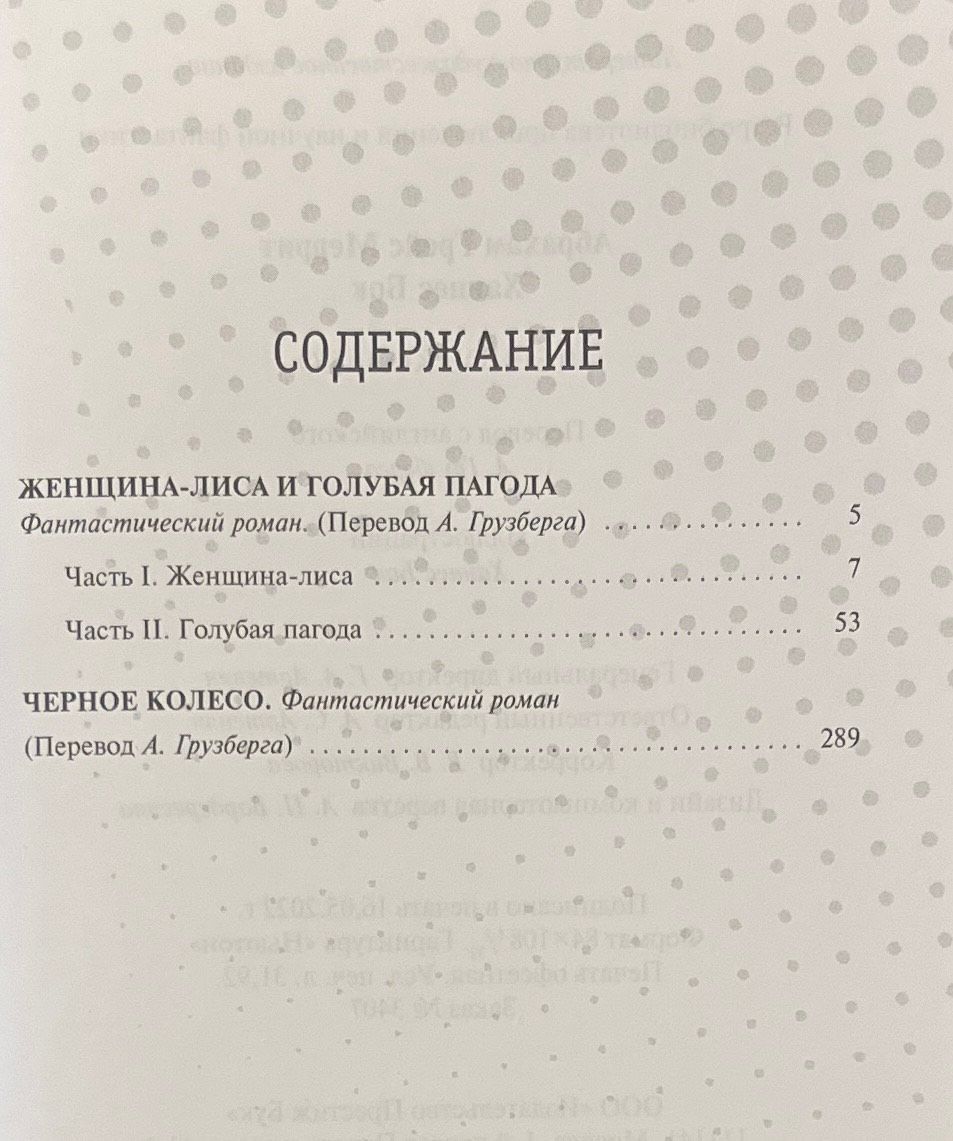 СОДЕРЖАНИЕ
ЖЕНЩИНА-ЛИСА И ГОЛУБАЯ ПАГОДА
Фантастический роман. (Перевод А. Грузберга) . . . . . . . . . . . . . . . 5
Часть I. Женщина-лиса . . . . . . . . . . . . . . . . . . . . . . . . . . . . . . . . 7
Часть II. Голубая пагода . . . . . . . . . . . . . . . . . . . . . . . . . . . . . . . 53
ЧЕРНОЕ КОЛЕСО. Фантастический роман
(Перевод А. Грузберга) . . . . . . . . . . . . . . . . . . . . . . . . . . . . . . . . . . . . 289